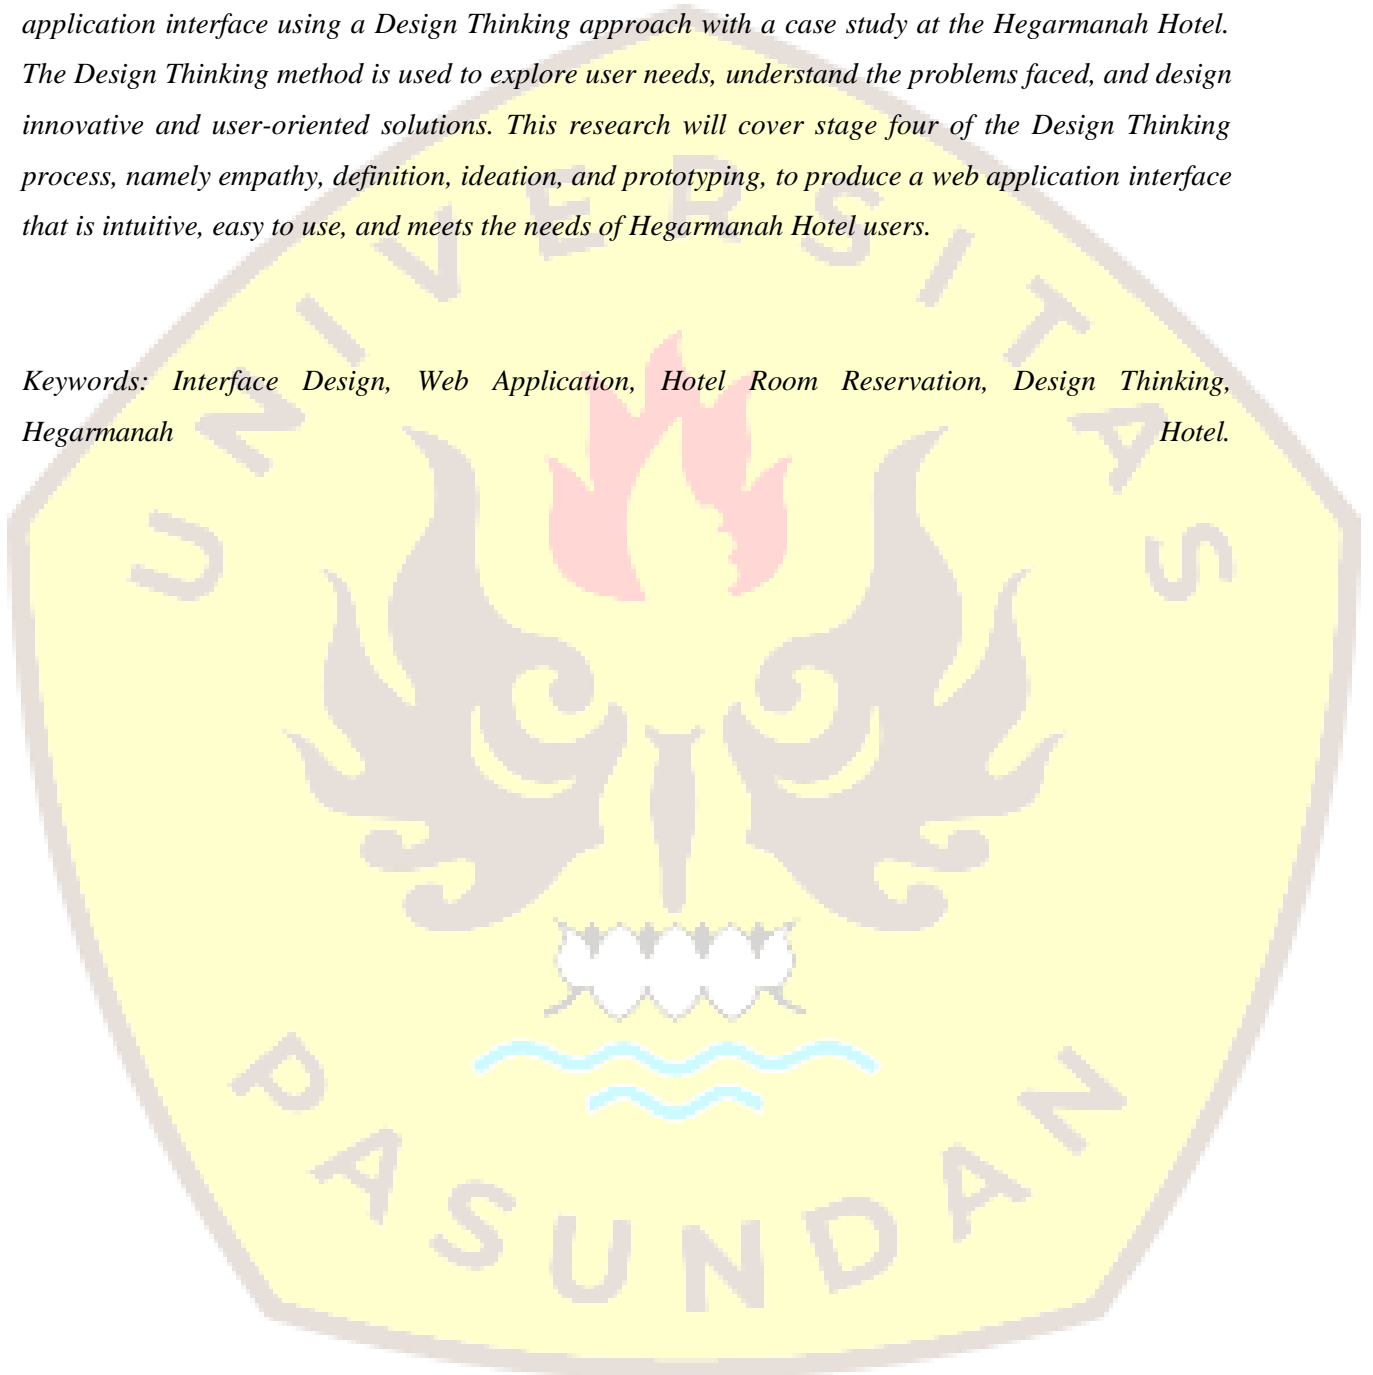 application interface using a Design Thinking approach with a case study at the Hegarmanah Hotel.
The Design Thinking method is used to explore user needs, understand the problems faced, and design
innovative and user-oriented solutions. This research will cover stage four of the Design Thinking
process, namely empathy, definition, ideation, and prototyping, to produce a web application interface
that is intuitive, easy to use, and meets the needs of Hegarmanah Hotel users.
Keywords: Interface Design, Web Application, Hotel Room Reservation, Design Thinking,
Hegarmanah Hotel.
UNIVERSITAS
PASUNDAN